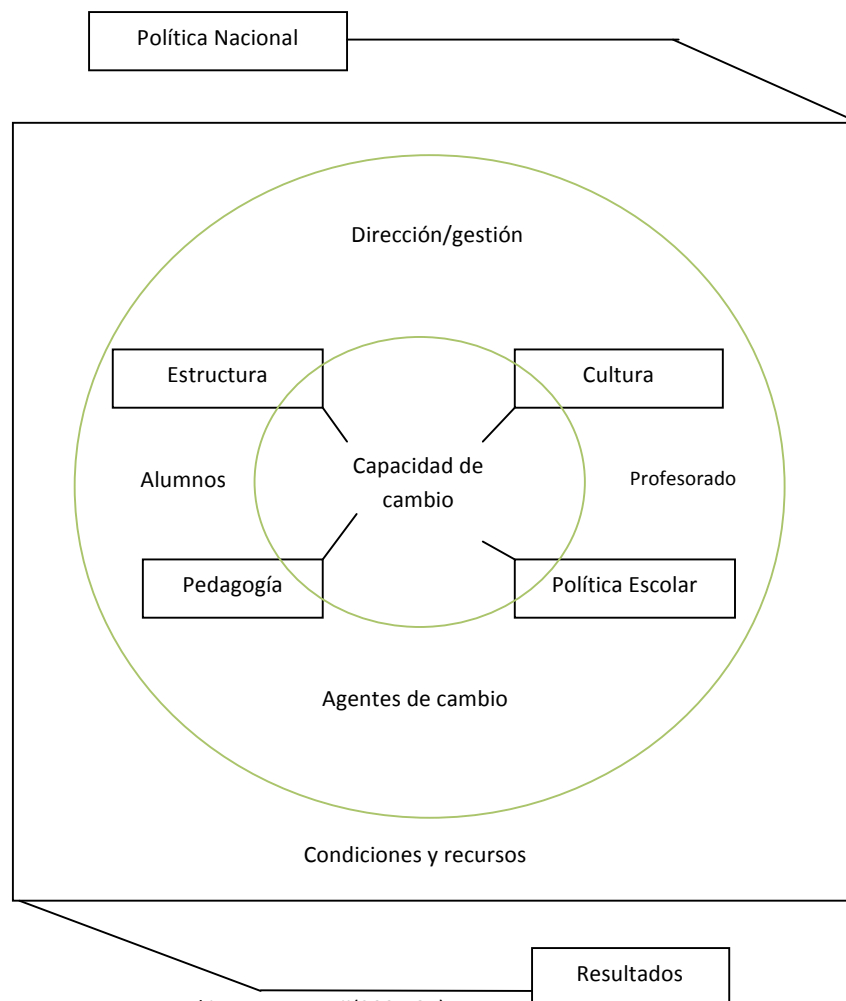 Política Nacional
Dirección/gestión
Estructura
Cultura
Capacidad de
cambio
Alumnos
Profesorado
Pedagogía
Política Escolar
Agentes de cambio
Condiciones y recursos
Resultados